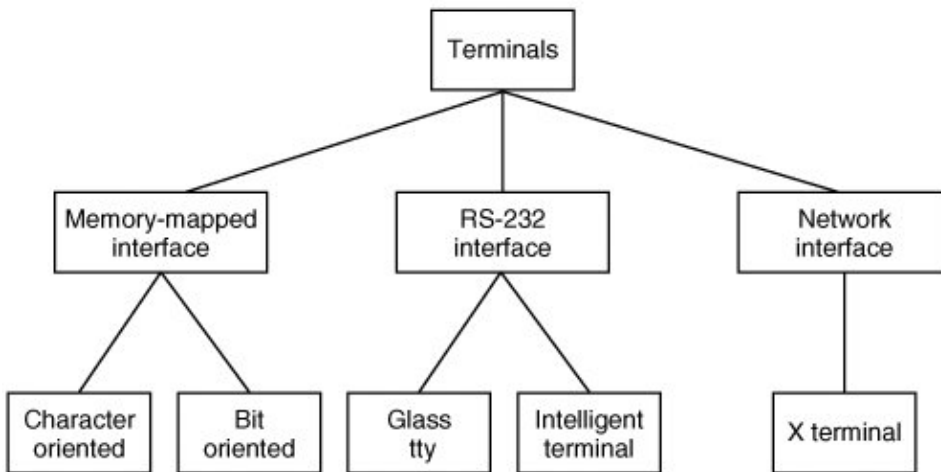 Terminals
Memory-mapped
interface
RS-232
interface
Network
interface
Character
oriented
Bit
oriented
Glass
tty
Intelligent
terminal
X terminal